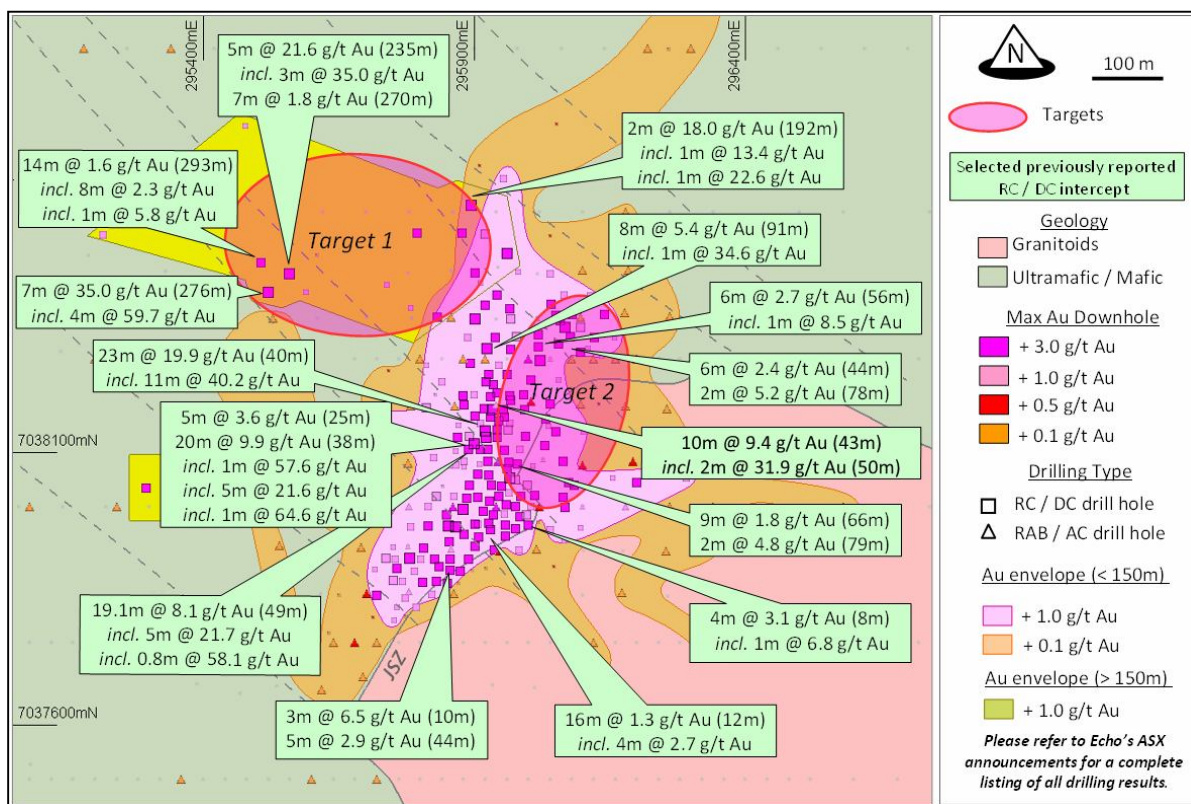 295400mE
295900mE
296400mE
5m @ 21.6 g/t Au (235m)
incl. 3m @ 35.0 g/t Au
7m @ 1.8 g/t Au (270m)
2m @ 18.0 g/t Au (192m)
incl. 1m @ 13.4 g/t Au
incl. 1m @ 22.6 g/t Au
14m @ 1.6 g/t Au (293m)
incl. 8m @ 2.3 g/t Au
incl. 1m @ 5.8 g/t Au
Target 1
8m @ 5.4 g/t Au (91m)
incl. 1m @ 34.6 g/t Au
7m @ 35.0 g/t Au (276m)
incl. 4m @ 59.7 g/t Au
6m @ 2.7 g/t Au (56m)
incl. 1m @ 8.5 g/t Au
23m @ 19.9 g/t Au (40m)
incl. 11m @ 40.2 g/t Au
6m @ 2.4 g/t Au (44m)
2m @ 5.2 g/t Au (78m)
Target 2
7038100mN
5m @ 3.6 g/t Au (25m)
20m @ 9.9 g/t Au (38m)
incl. 1m @ 57.6 g/t Au
incl. 5m @ 21.6 g/t Au
incl. 1m @ 64.6 g/t Au
10m @ 9.4 g/t Au (43m)
incl. 2m @ 31.9 g/t Au (50m)
9m @ 1.8 g/t Au (66m)
2m @ 4.8 g/t Au (79m)
19.1m @ 8.1 g/t Au (49m)
incl. 5m @ 21.7 g/t Au
incl. 0.8m @ 58.1 g/t Au
4m @ 3.1 g/t Au (8m)
incl. 1m @ 6.8 g/t Au
JSZ
7037600mN
3m @ 6.5 g/t Au (10m)
5m @ 2.9 g/t Au (44m)
16m @ 1.3 g/t Au (12m)
incl. 4m @ 2.7 g/t Au
N
100 m
Targets
Selected previously reported
RC / DC intercept
Geology
Granitoids
Ultramafic / Mafic
Max Au Downhole
+ 3.0 g/t Au
+ 1.0 g/t Au
+ 0.5 g/t Au
+ 0.1 g/t Au
Drilling Type
RC / DC drill hole
RAB / AC drill hole
Au envelope (< 150m)
+ 1.0 g/t Au
+ 0.1 g/t Au
Au envelope (> 150m)
+ 1.0 g/t Au
Please refer to Echo's ASX
announcements for a complete
listing of all drilling results.